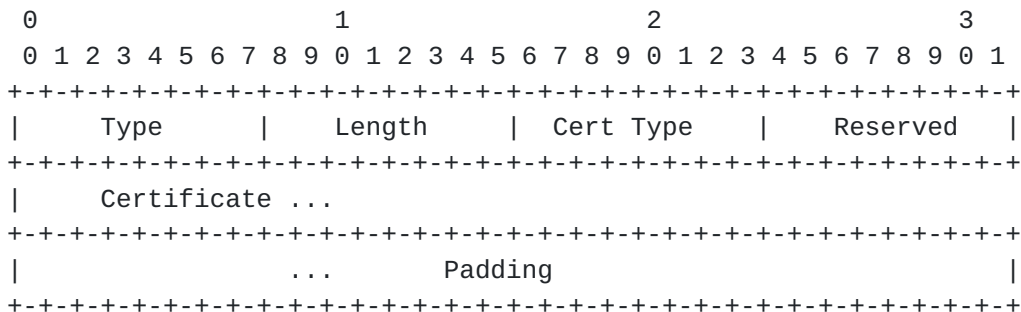 0                   1                   2                   3
 0 1 2 3 4 5 6 7 8 9 0 1 2 3 4 5 6 7 8 9 0 1 2 3 4 5 6 7 8 9 0 1
+-+-+-+-+-+-+-+-+-+-+-+-+-+-+-+-+-+-+-+-+-+-+-+-+-+-+-+-+-+-+-+-+
|     Type      |    Length     |  Cert Type    |    Reserved   |
+-+-+-+-+-+-+-+-+-+-+-+-+-+-+-+-+-+-+-+-+-+-+-+-+-+-+-+-+-+-+-+-+
|     Certificate ...
+-+-+-+-+-+-+-+-+-+-+-+-+-+-+-+-+-+-+-+-+-+-+-+-+-+-+-+-+-+-+-+-+
|                 ...       Padding                             |
+-+-+-+-+-+-+-+-+-+-+-+-+-+-+-+-+-+-+-+-+-+-+-+-+-+-+-+-+-+-+-+-+